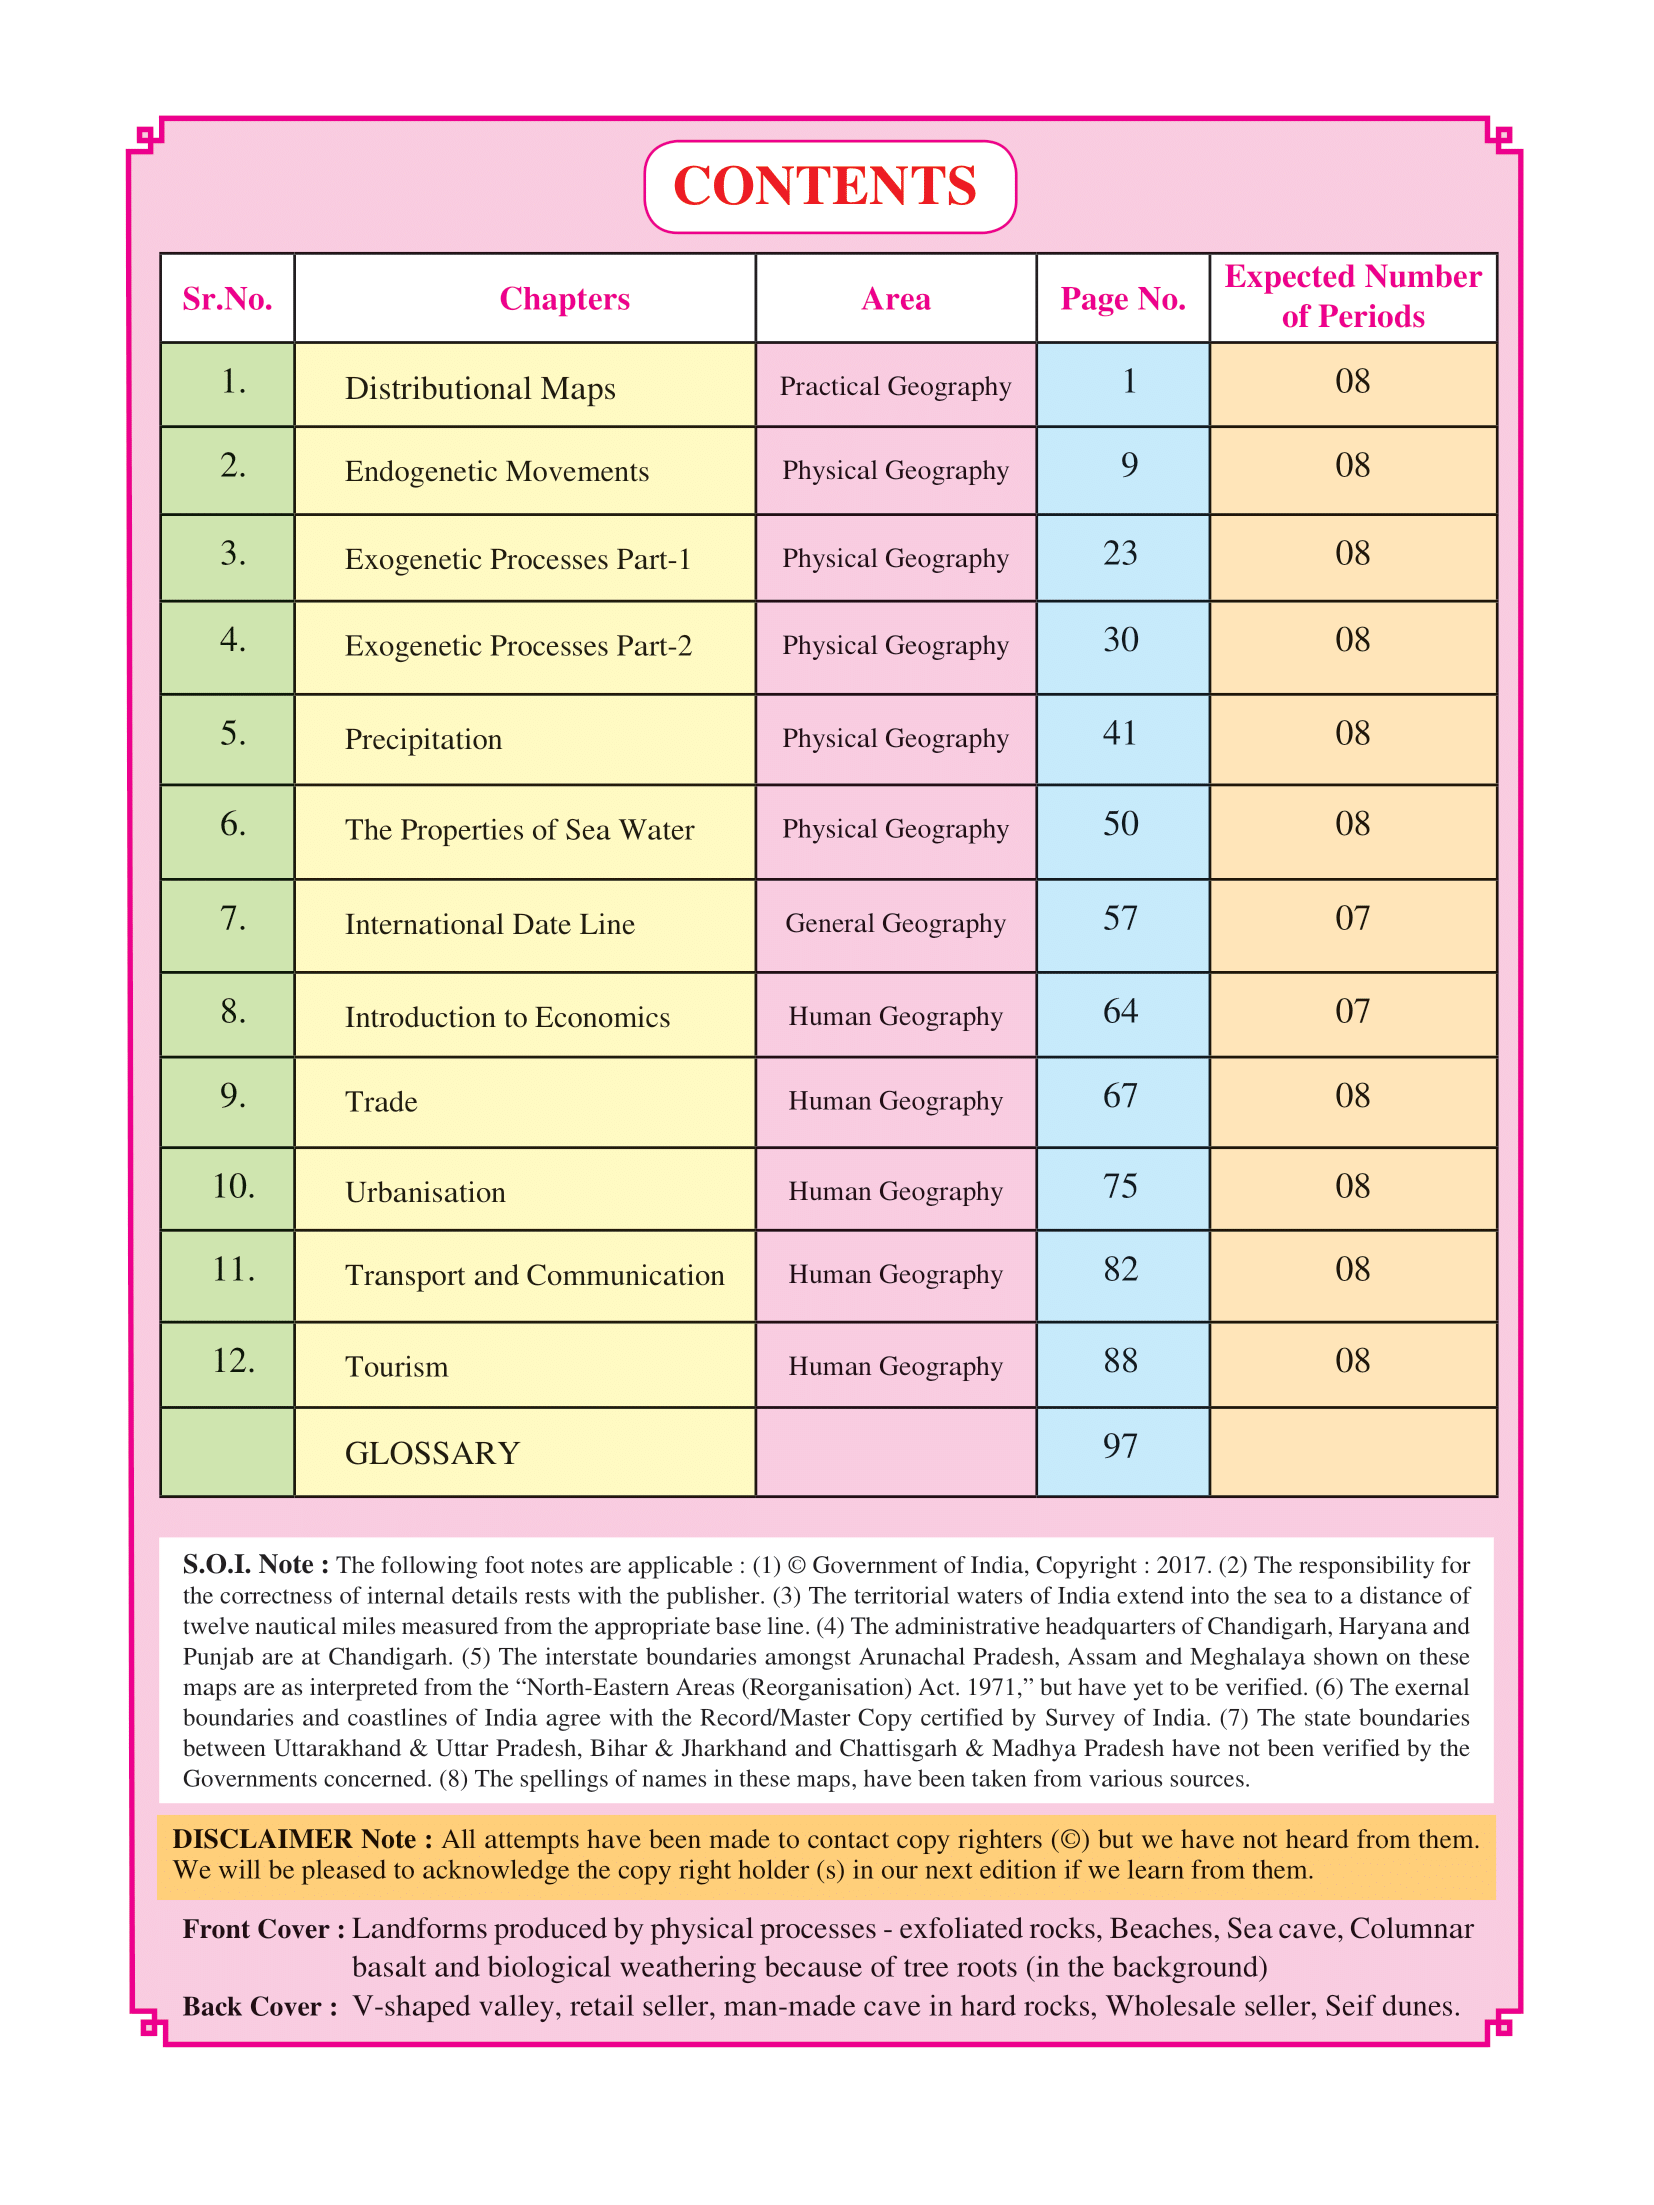 CONTENTS
Sr.No. Chapters Area Page No. Expected Number of Periods
1. Distributional Maps Practical Geography 1 08
2. Endogenetic Movements Physical Geography 9 08
3. Exogenetic Processes Part-1 Physical Geography 23 08
4. Exogenetic Processes Part-2 Physical Geography 30 08
5. Precipitation Physical Geography 41 08
6. The Properties of Sea Water Physical Geography 50 08
7. International Date Line General Geography 57 07
8. Introduction to Economics Human Geography 64 07
9. Trade Human Geography 67 08
10. Urbanisation Human Geography 75 08
11. Transport and Communication Human Geography 82 08
12. Tourism Human Geography 88 08
GLOSSARY 97
S.O.I. Note : The following foot notes are applicable : (1) © Government of India, Copyright : 2017. (2) The responsibility for
the correctness of internal details rests with the publisher. (3) The territorial waters of India extend into the sea to a distance of
twelve nautical miles measured from the appropriate base line. (4) The administrative headquarters of Chandigarh, Haryana and
Punjab are at Chandigarh. (5) The interstate boundaries amongst Arunachal Pradesh, Assam and Meghalaya shown on these
maps are as interpreted from the “North-Eastern Areas (Reorganisation) Act. 1971,” but have yet to be verified. (6) The exernal
boundaries and coastlines of India agree with the Record/Master Copy certified by Survey of India. (7) The state boundaries
between Uttarakhand & Uttar Pradesh, Bihar & Jharkhand and Chattisgarh & Madhya Pradesh have not been verified by the
Governments concerned. (8) The spellings of names in these maps, have been taken from various sources.
DISCLAIMER Note : All attempts have been made to contact copy righters (©) but we have not heard from them.
We will be pleased to acknowledge the copy right holder (s) in our next edition if we learn from them.
Front Cover : Landforms produced by physical processes - exfoliated rocks, Beaches, Sea cave, Columnar
basalt and biological weathering because of tree roots (in the background)
Back Cover : V-shaped valley, retail seller, man-made cave in hard rocks, Wholesale seller, Seif dunes.